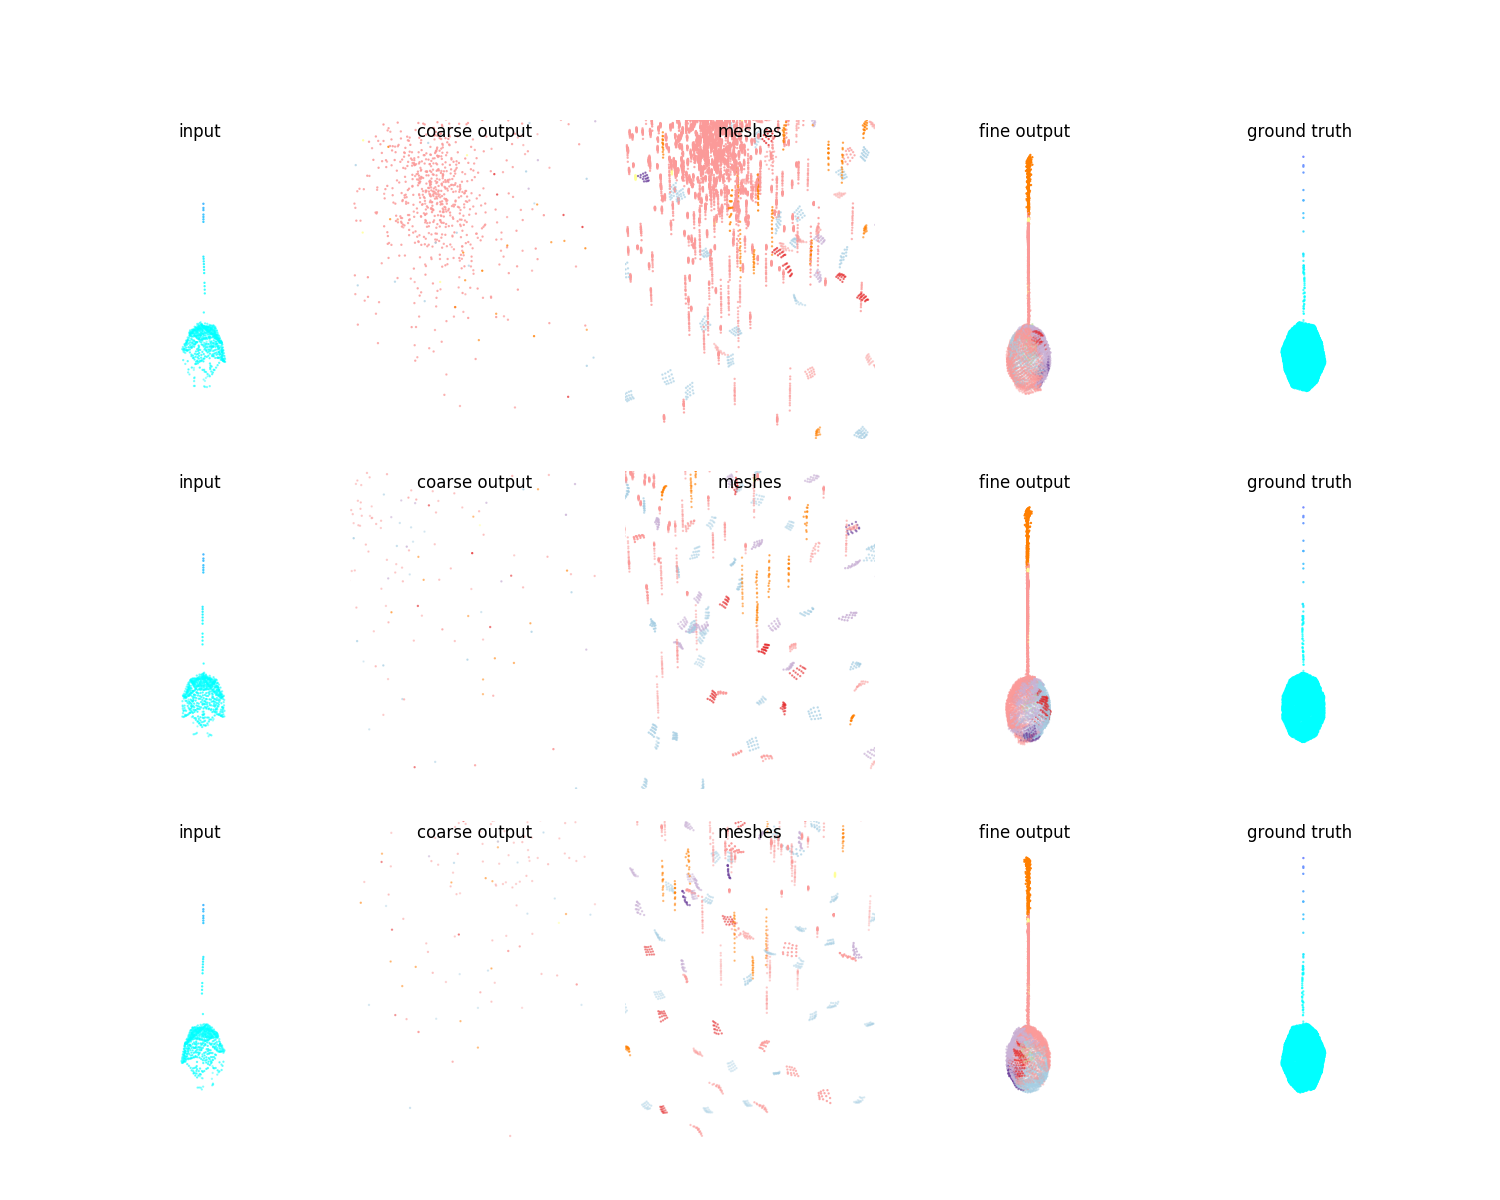 input
coarse output
meshes
fine output
ground truth
input
coarse output
meshes
fine output
ground truth
input
coarse output
meshes
fine output
ground truth